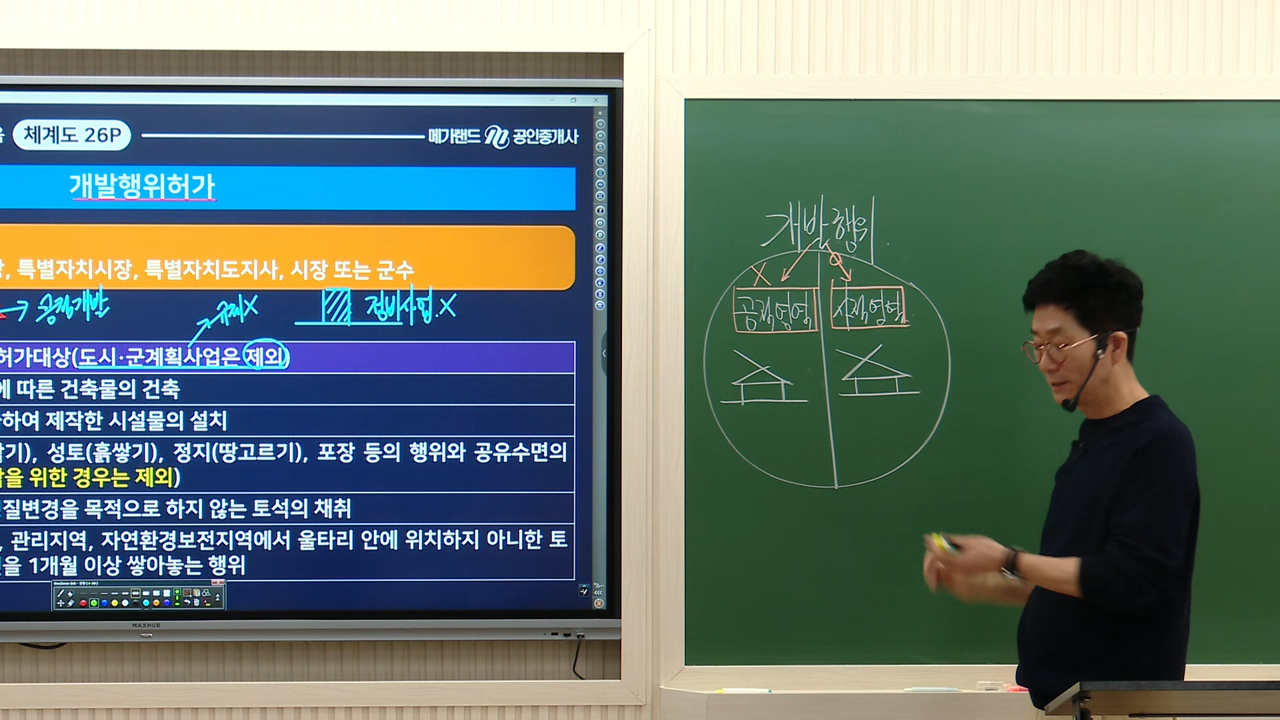 체계도 26P
메가랜드 공인중개사
개발행위허가
, 특별자치시장, 특별자치도지사, 시장 또는 군수
공적개발
규제X
정비사업.X
허가대상(도시·군계획사업은 제외)
에 따른 건축물의 건축
하여 제작한 시설물의 설치
기), 성토(흙쌓기), 정지(땅고르기), 포장 등의 행위와 공유수면의
을 위한 경우는 제외)
질변경을 목적으로 하지 않는 토석의 채취
, 관리지역, 자연환경보전지역에서 울타리 안에 위치하지 아니한 토
을 1개월 이상 쌓아놓는 행위
MAXHUB
개발행위
X O
공적영역 사적영역